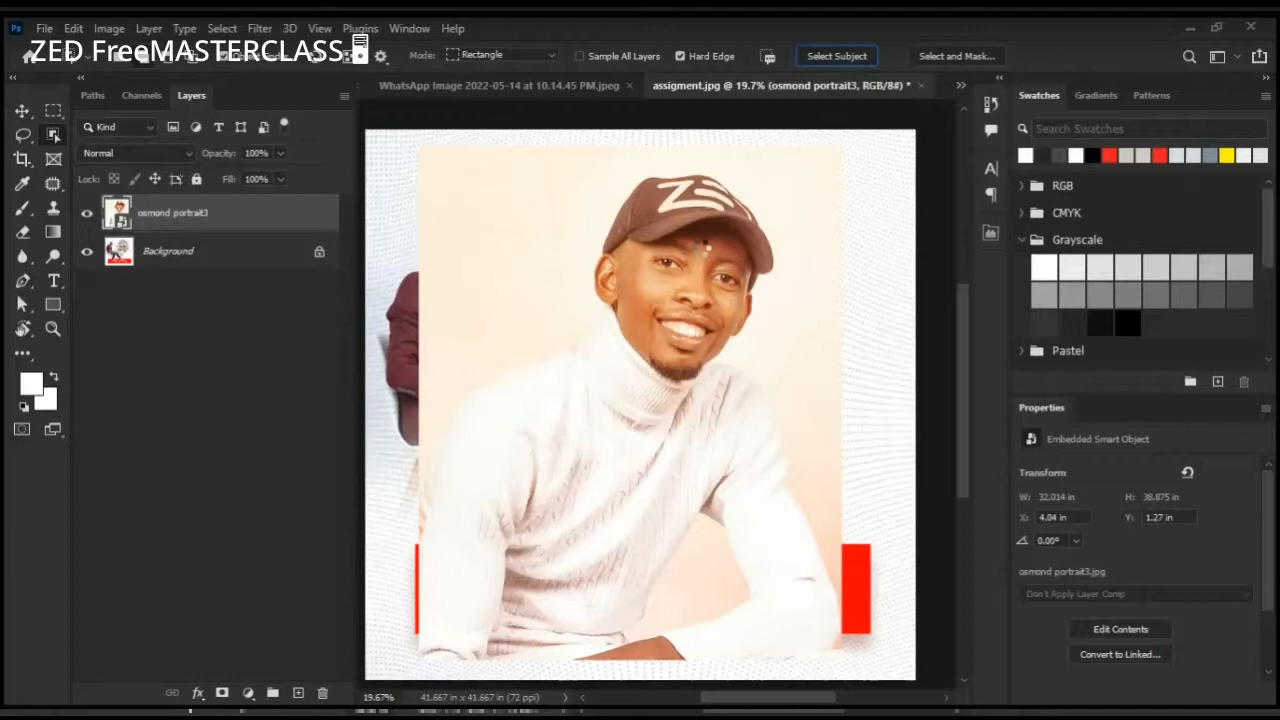 Ps File Edit Image Layer Type Select Filter 3D View Plugins Window Help
ZED FreeMASTERCLASS
Mode: Rectangle Sample All Layers Hard Edge Select Subject Select and Mask...
WhatsApp Image 2022-05-14 at 10.14.45 PM.jpeg × assigment.jpg @ 19.7% (osmond portrait3, RGB/8#) * ×
Paths Channels Layers
Kind
Normal Opacity: 100%
Lock: Fill: 100%
osmond portrait3
Background
Swatches Gradients Patterns
Search Swatches
RGB
CMYK
Grayscale
Pastel
Properties
Embedded Smart Object
Transform
W: 32.014 in H: 38.875 in
X: 4.04 in Y: 1.27 in
0.00°
osmond portrait3.jpg
Don't Apply Layer Comp
Edit Contents
Convert to Linked...
19.67% 41.667 in x 41.667 in (72 ppi)